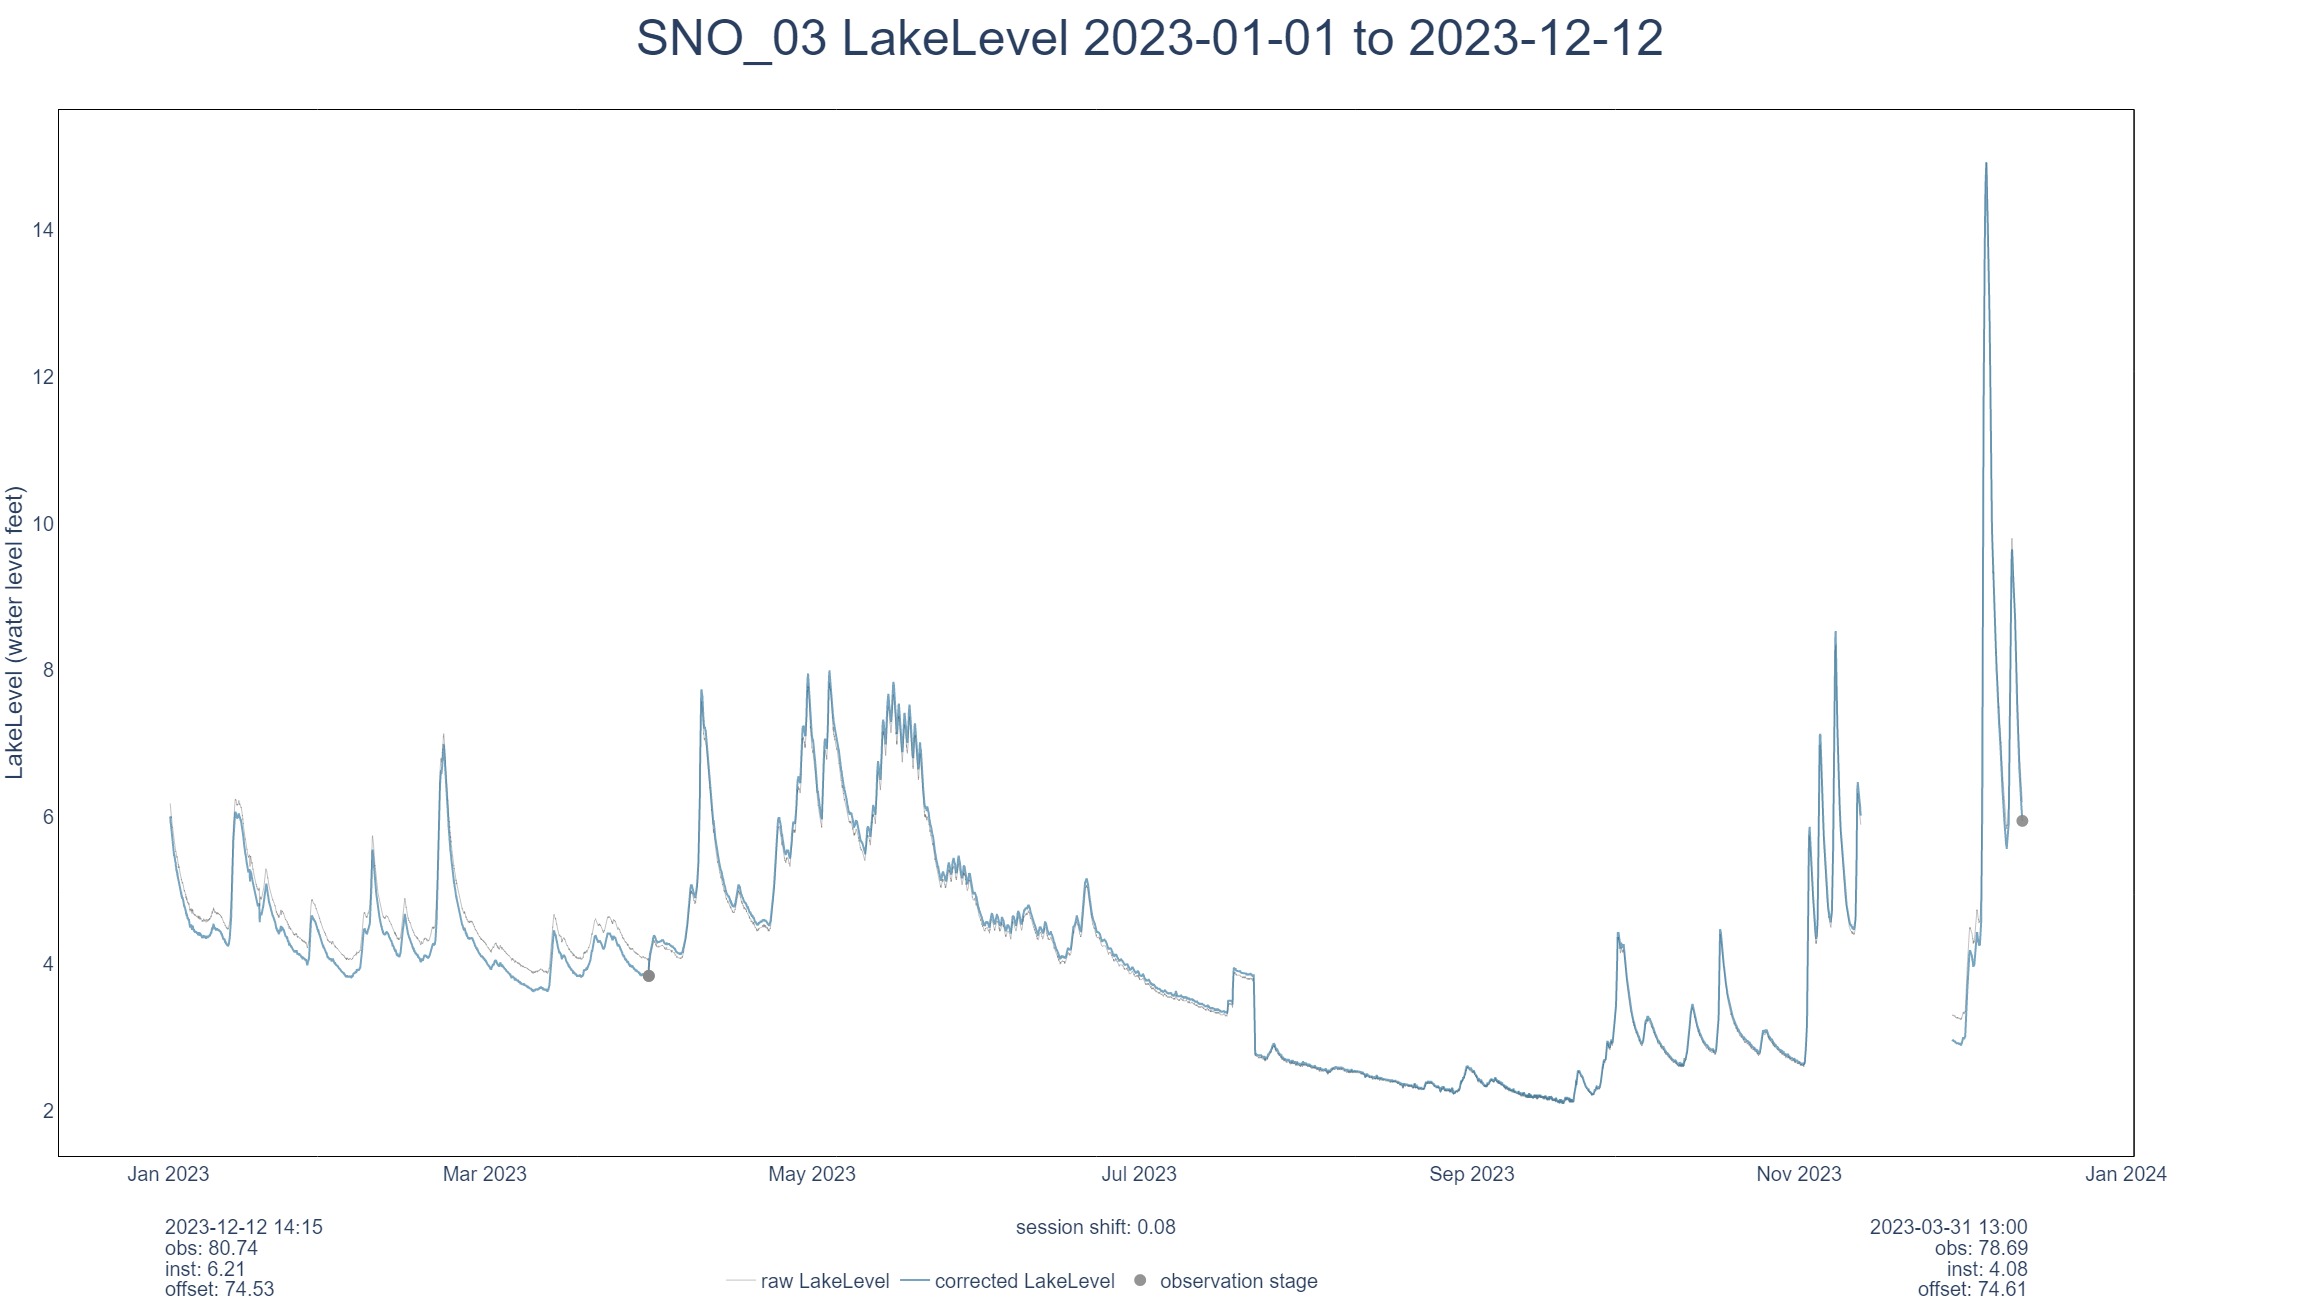 SNO_03 LakeLevel 2023-01-01 to 2023-12-12
LakeLevel (water level feet)
14
12
10
8
6
4
2
Jan 2023 Mar 2023 May 2023 Jul 2023 Sep 2023 Nov 2023 Jan 2024
2023-12-12 14:15
obs: 80.74
inst: 6.21
offset: 74.53
session shift: 0.08
raw LakeLevel corrected LakeLevel observation stage
2023-03-31 13:00
obs: 78.69
inst: 4.08
offset: 74.61